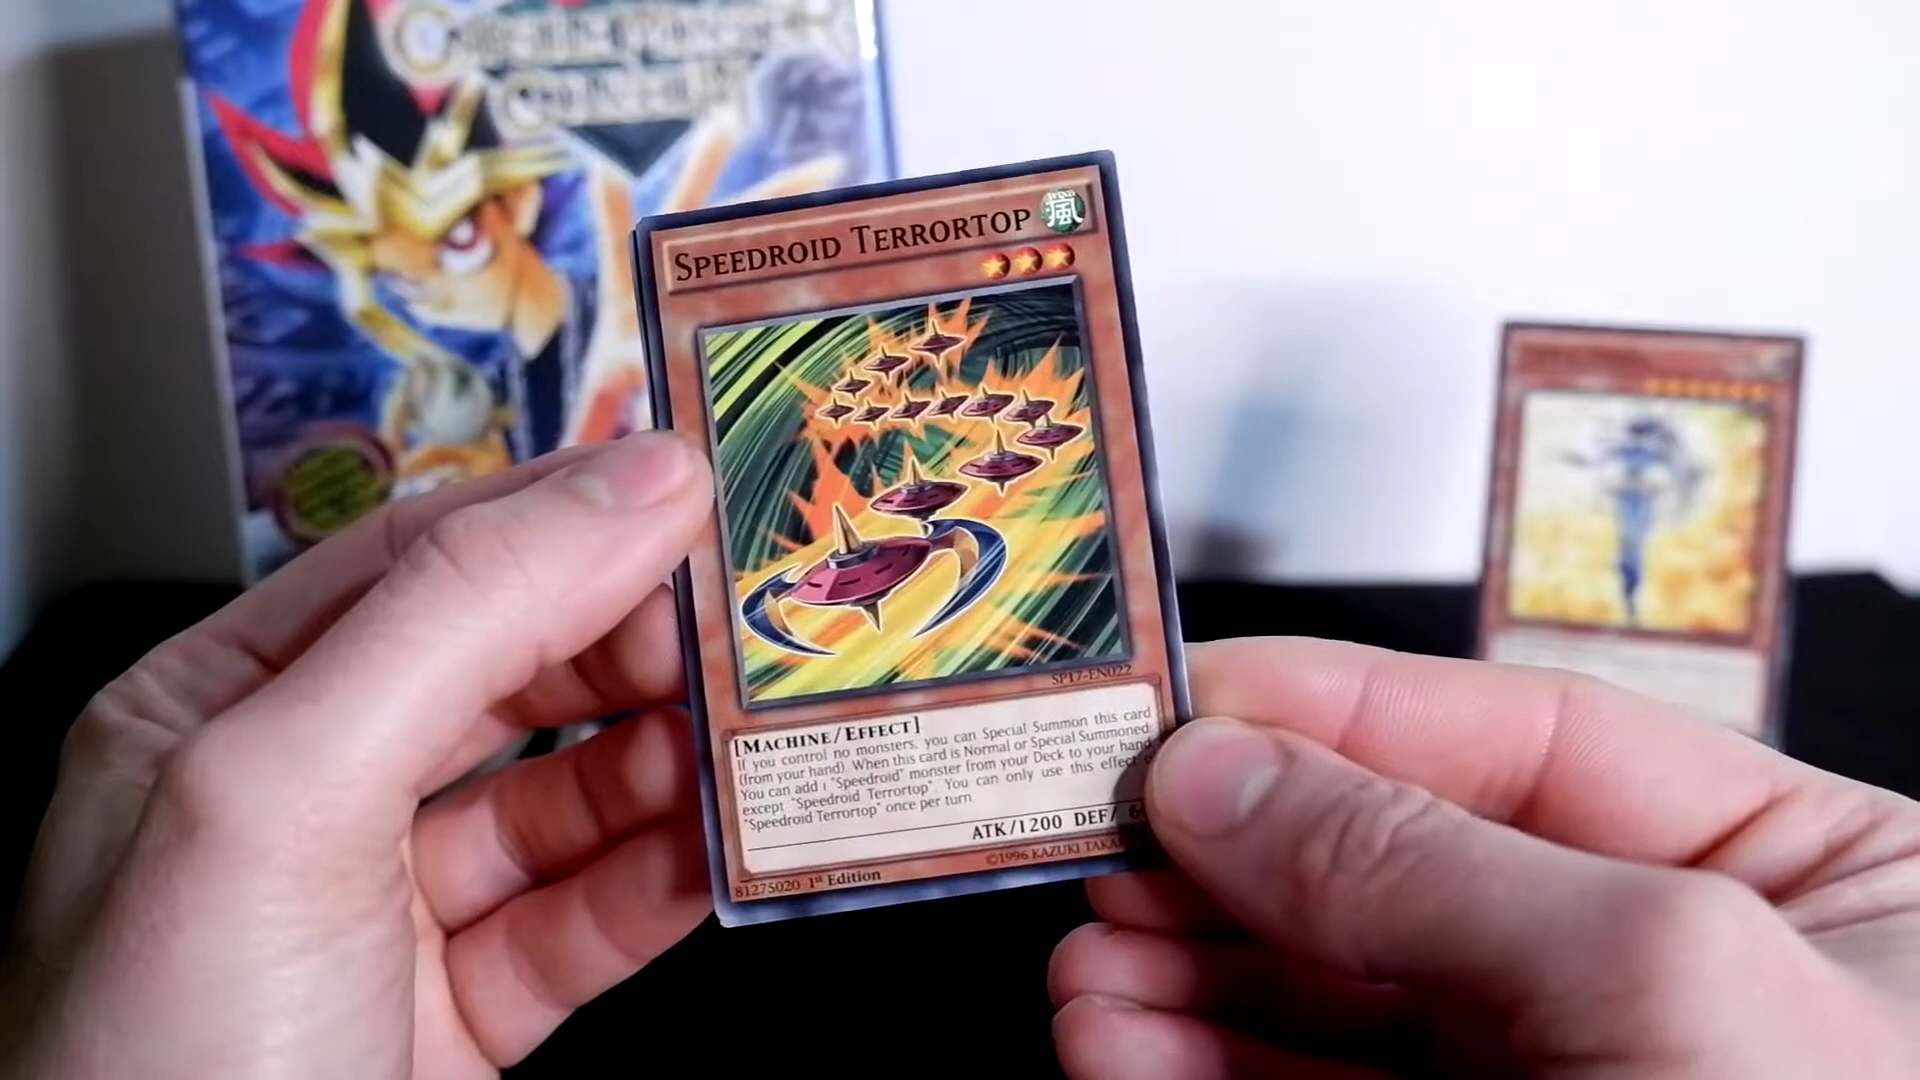 SPEEDROID TERRORTOP
WIND
風
SP17-EN022
[MACHINE/EFFECT]
If you control no monsters, you can Special Summon this card
(from your hand). When this card is Normal or Special Summoned:
You can add 1 "Speedroid" monster from your Deck to your hand,
except "Speedroid Terrortop". You can only use this effect
"Speedroid Terrortop" once per turn.
ATK/1200 DEF/ 60
81275020 1st Edition
©1996 KAZUKI TAKA